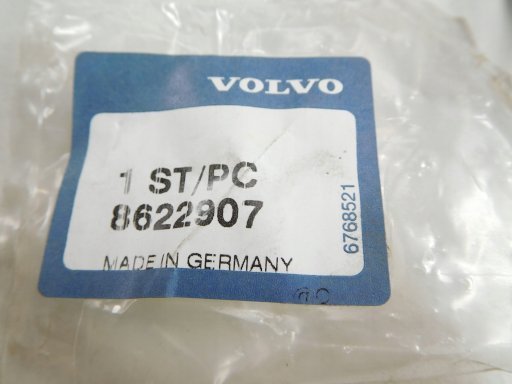 VOLVO
1 ST/PC
8622907
MADE IN GERMANY
6768521